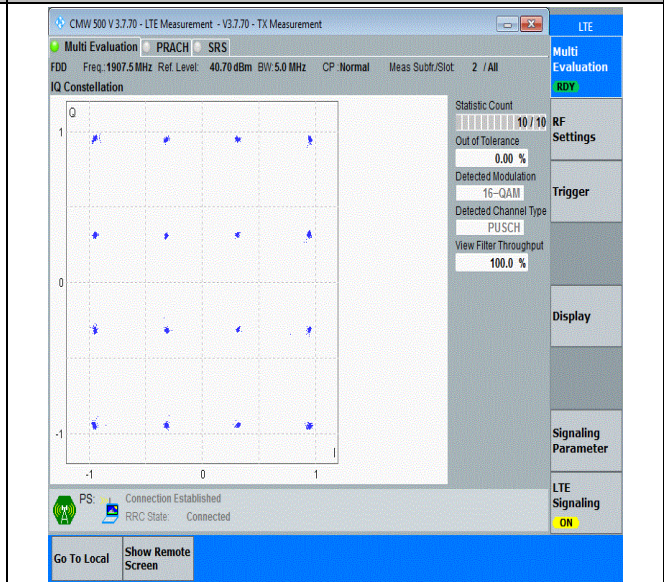 CMW 500 V 3.7.70 - LTE Measurement - V3.7.70 - TX Measurement
LTE
Multi Evaluation PRACH SRS
FDD Freq.:1907.5 MHz Ref. Level: 40.70 dBm BW:5.0 MHz CP :Normal Meas Subfr./Slot: 2 / All
IQ Constellation
Q
1
0
-1
-1 0 1
I
Statistic Count
10 / 10
Out of Tolerance
0.00 %
Detected Modulation
16-QAM
Detected Channel Type
PUSCH
View Filter Throughput
100.0 %
Multi
Evaluation
RDY
RF
Settings
Trigger
Display
Signaling
Parameter
LTE
Signaling
ON
PS: Connection Established
RRC State: Connected
Go To Local
Show Remote
Screen